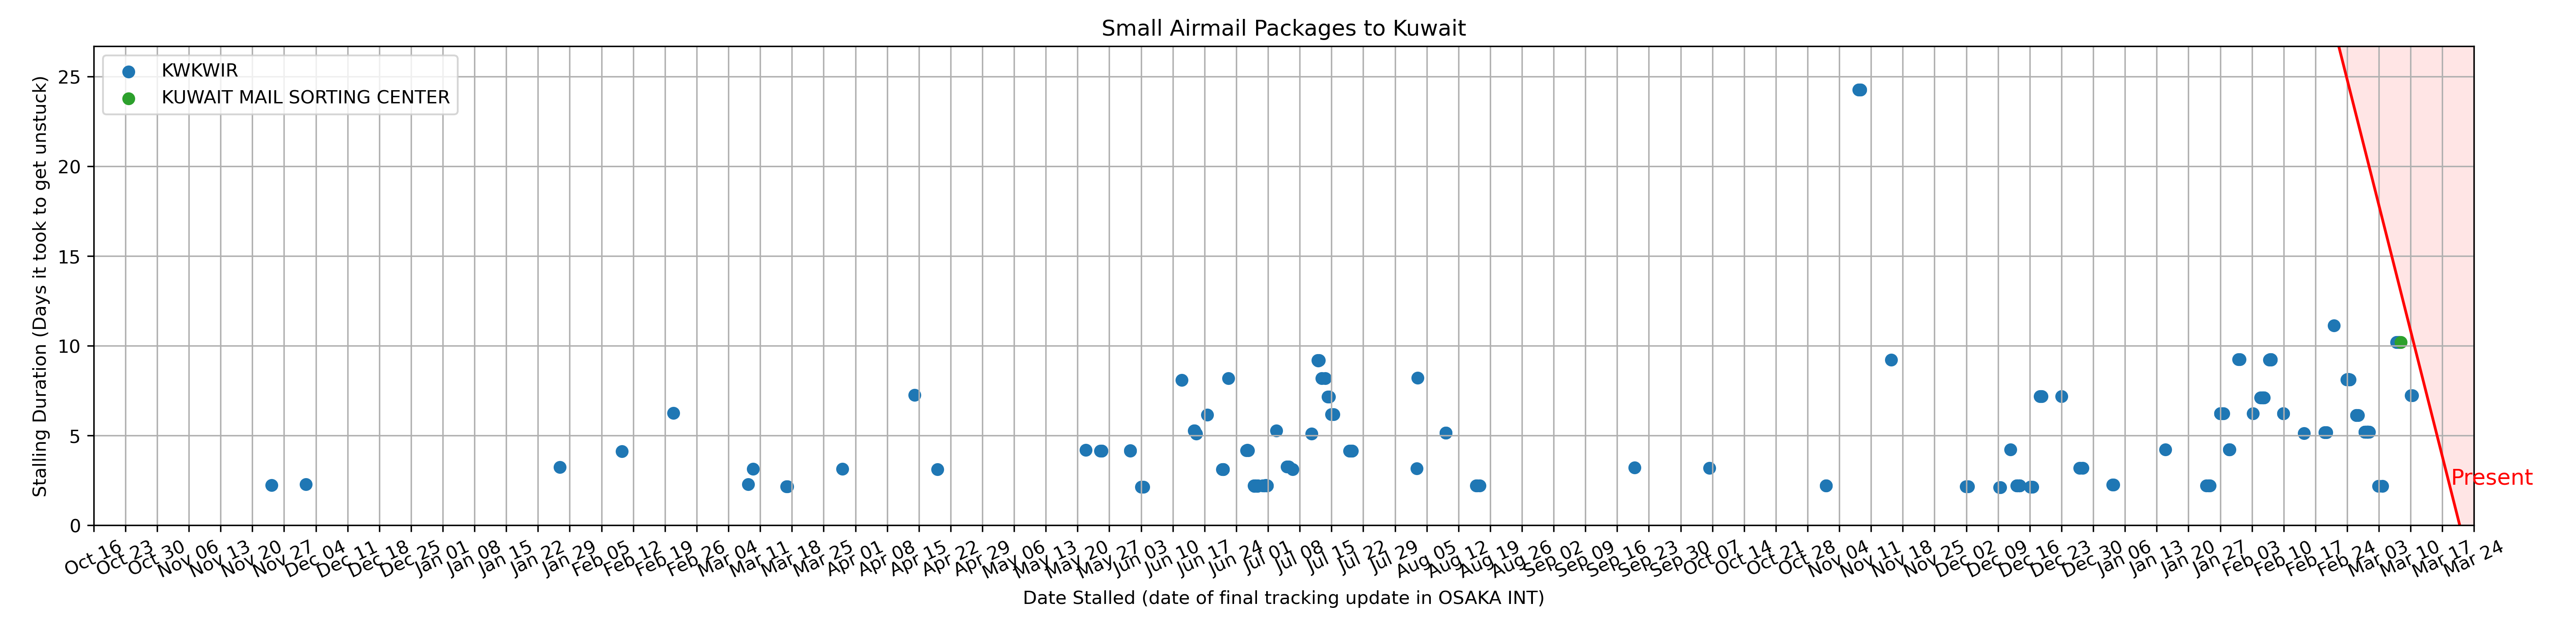 Small Airmail Packages to Kuwait
KWKWIR
KUWAIT MAIL SORTING CENTER
Stalling Duration (Days it took to get unstuck)
25
20
15
10
5
0
Present
Oct 16 Oct 23 Oct 30 Nov 06 Nov 13 Nov 20 Nov 27 Dec 04 Dec 11 Dec 18 Dec 25 Jan 01 Jan 08 Jan 15 Jan 22 Jan 29 Feb 05 Feb 12 Feb 19 Feb 26 Mar 04 Mar 11 Mar 18 Mar 25 Apr 01 Apr 08 Apr 15 Apr 22 Apr 29 May 06 May 13 May 20 May 27 Jun 03 Jun 10 Jun 17 Jun 24 Jul 01 Jul 08 Jul 15 Jul 22 Jul 29 Aug 05 Aug 12 Aug 19 Aug 26 Sep 02 Sep 09 Sep 16 Sep 23 Sep 30 Oct 07 Oct 14 Oct 21 Oct 28 Nov 04 Nov 11 Nov 18 Nov 25 Dec 02 Dec 09 Dec 16 Dec 23 Dec 30 Jan 06 Jan 13 Jan 20 Jan 27 Feb 03 Feb 10 Feb 17 Feb 24 Mar 03 Mar 10 Mar 17 Mar 24
Date Stalled (date of final tracking update in OSAKA INT)